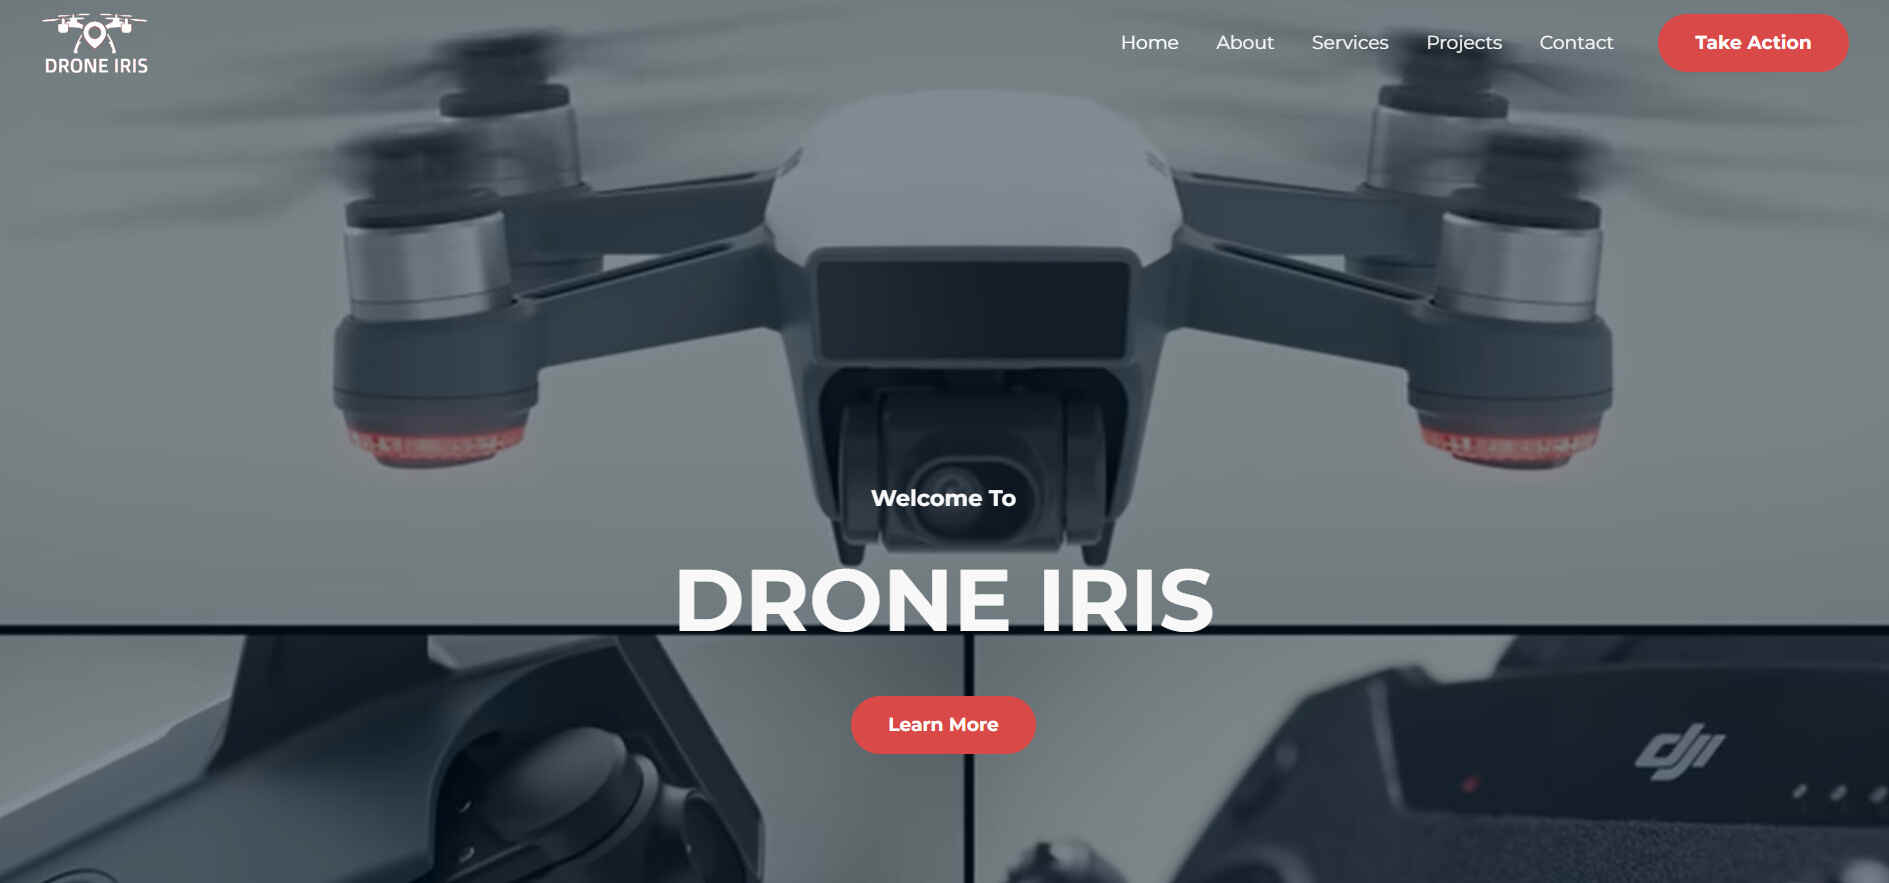 DRONE IRIS
Home About Services Projects Contact Take Action
Welcome To
DRONE IRIS
Learn More
dji